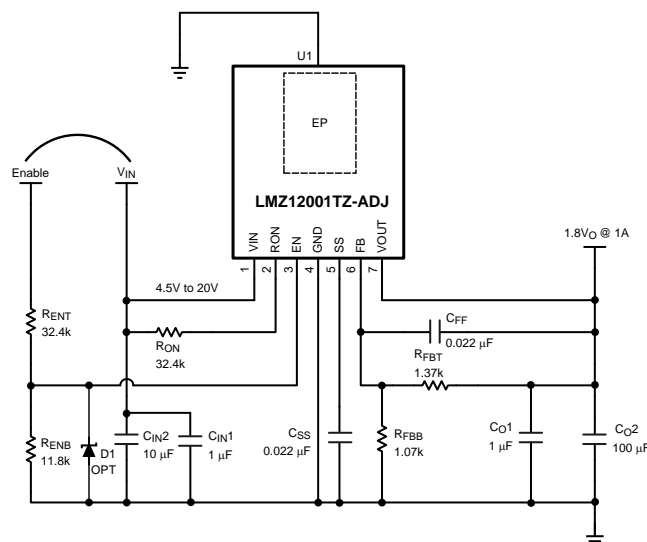 U1
EP
LMZ12001TZ-ADJ
Enable
VIN
1.8VO @ 1A
VIN
RON
EN
GND
SS
FB
VOUT
1
2
3
4
5
6
7
4.5V to 20V
RENT
32.4k
RON
32.4k
CFF
0.022 μF
RFBT
1.37k
RENB
11.8k
D1
OPT
CIN2
10 μF
CIN1
1 μF
CSS
0.022 μF
RFBB
1.07k
CO1
1 μF
CO2
100 μF